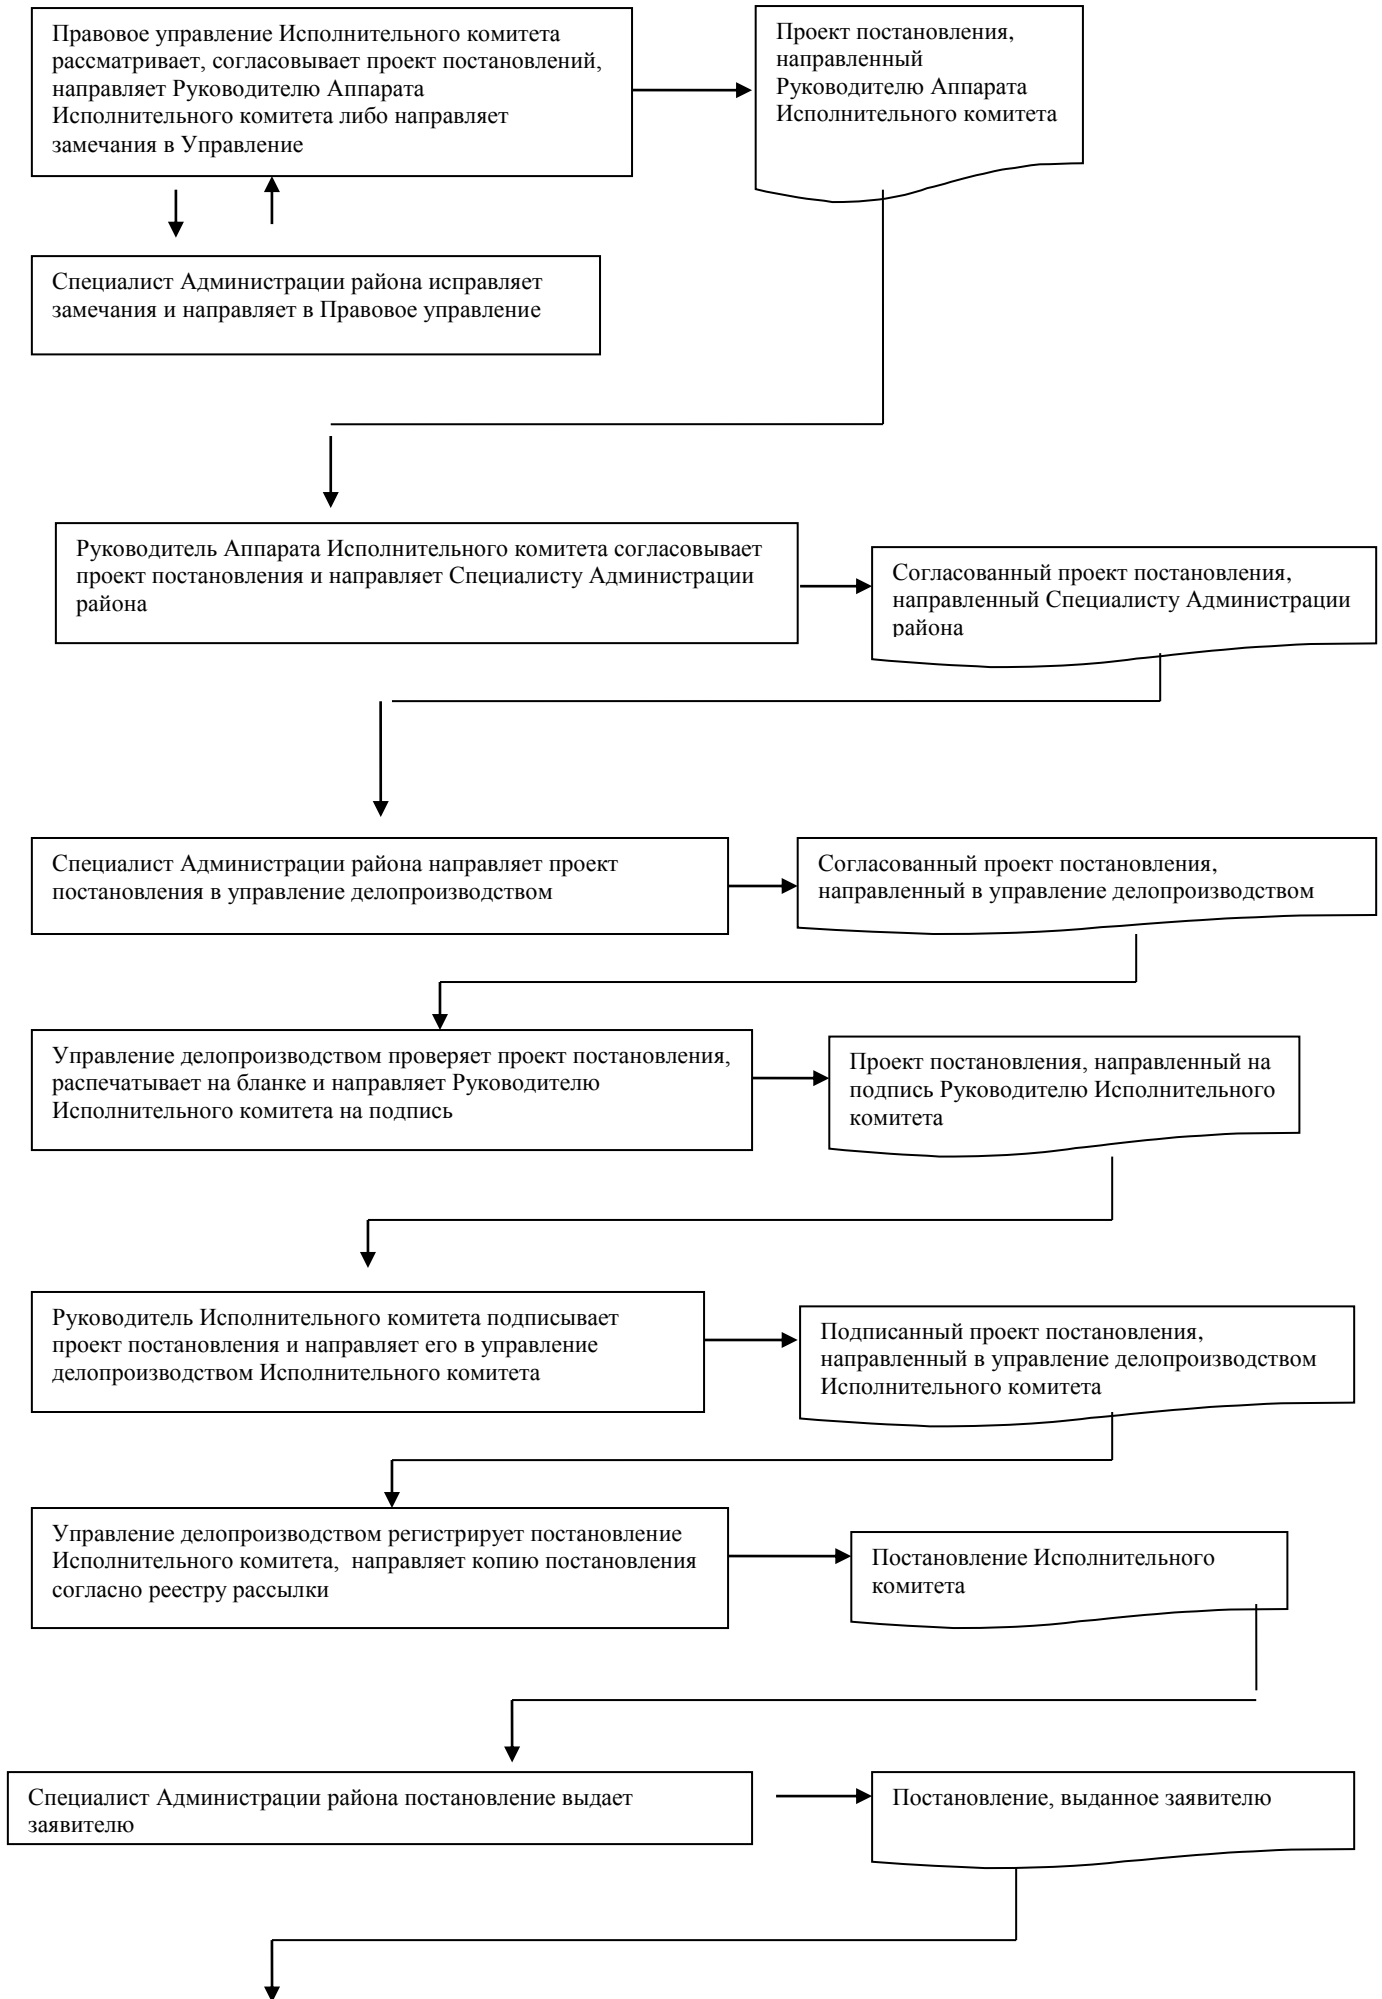 Правовое управление Исполнительного комитета
рассматривает, согласовывает проект постановлений,
направляет Руководителю Аппарата
Исполнительного комитета либо направляет
замечания в Управление
Проект постановления,
направленный
Руководителю Аппарата
Исполнительного комитета
Специалист Администрации района исправляет
замечания и направляет в Правовое управление
Руководитель Аппарата Исполнительного комитета согласовывает
проект постановления и направляет Специалисту Администрации
района
Согласованный проект постановления,
направленный Специалисту Администрации
района
Специалист Администрации района направляет проект
постановления в управление делопроизводством
Согласованный проект постановления,
направленный в управление делопроизводством
Управление делопроизводством проверяет проект постановления,
распечатывает на бланке и направляет Руководителю
Исполнительного комитета на подпись
Проект постановления, направленный на
подпись Руководителю Исполнительного
комитета
Руководитель Исполнительного комитета подписывает
проект постановления и направляет его в управление
делопроизводством Исполнительного комитета
Подписанный проект постановления,
направленный в управление делопроизводством
Исполнительного комитета
Управление делопроизводством регистрирует постановление
Исполнительного комитета, направляет копию постановления
согласно реестру рассылки
Постановление Исполнительного
комитета
Специалист Администрации района постановление выдает
заявителю
Постановление, выданное заявителю